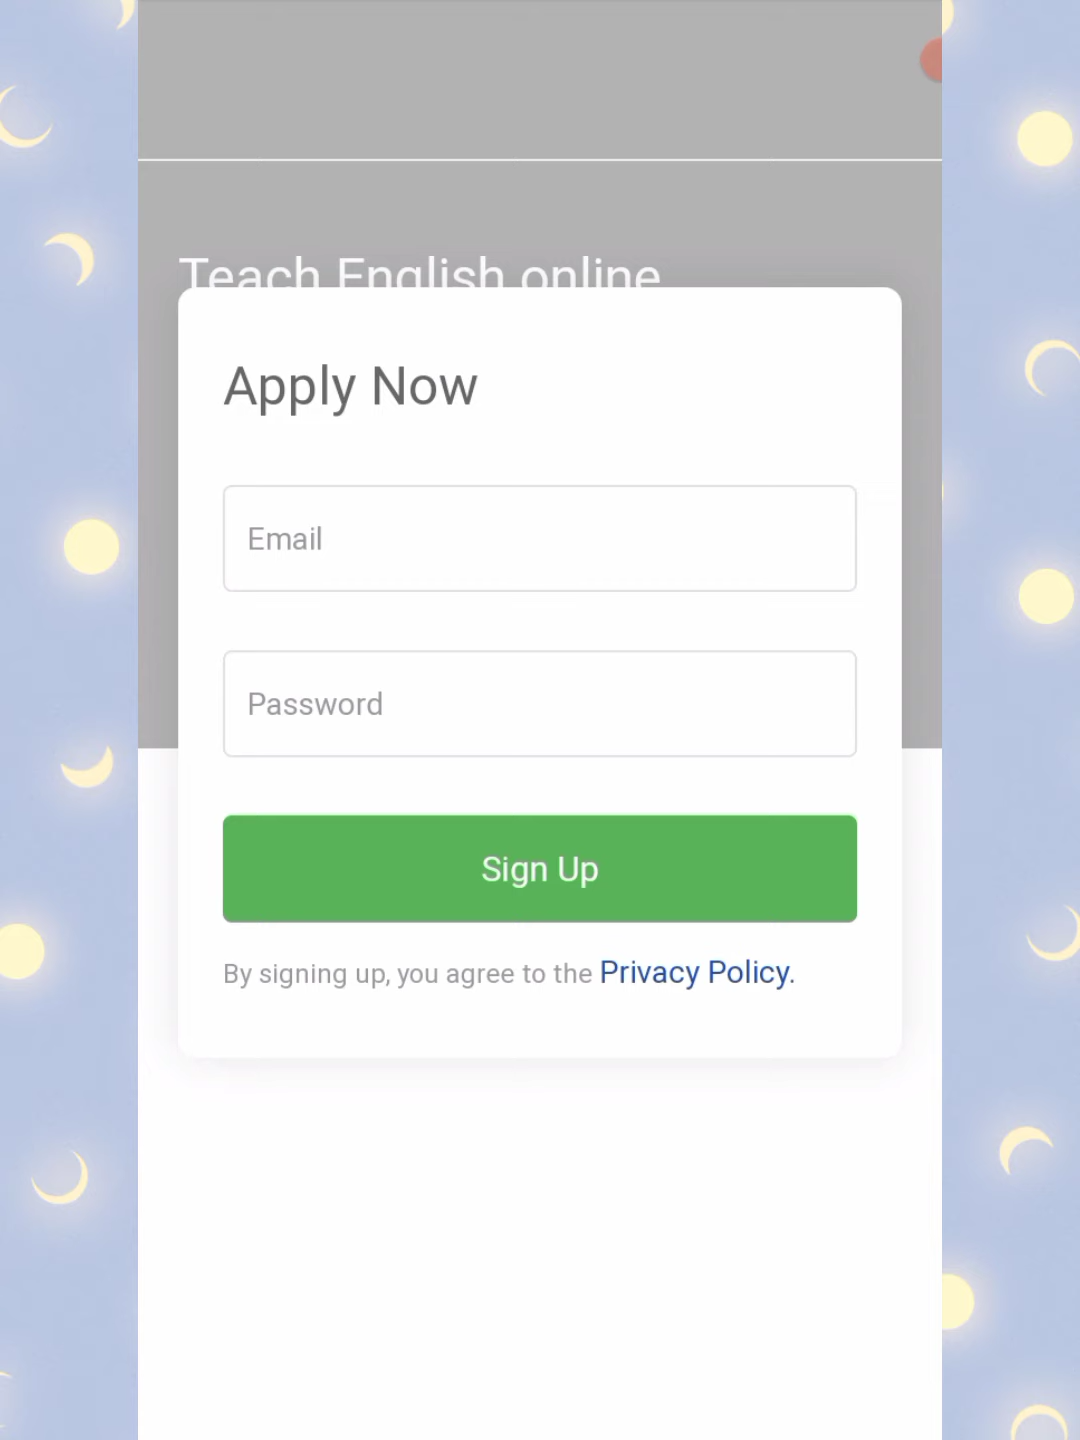 Teach English online
Apply Now
Email
Password
Sign Up
By signing up, you agree to the Privacy Policy.